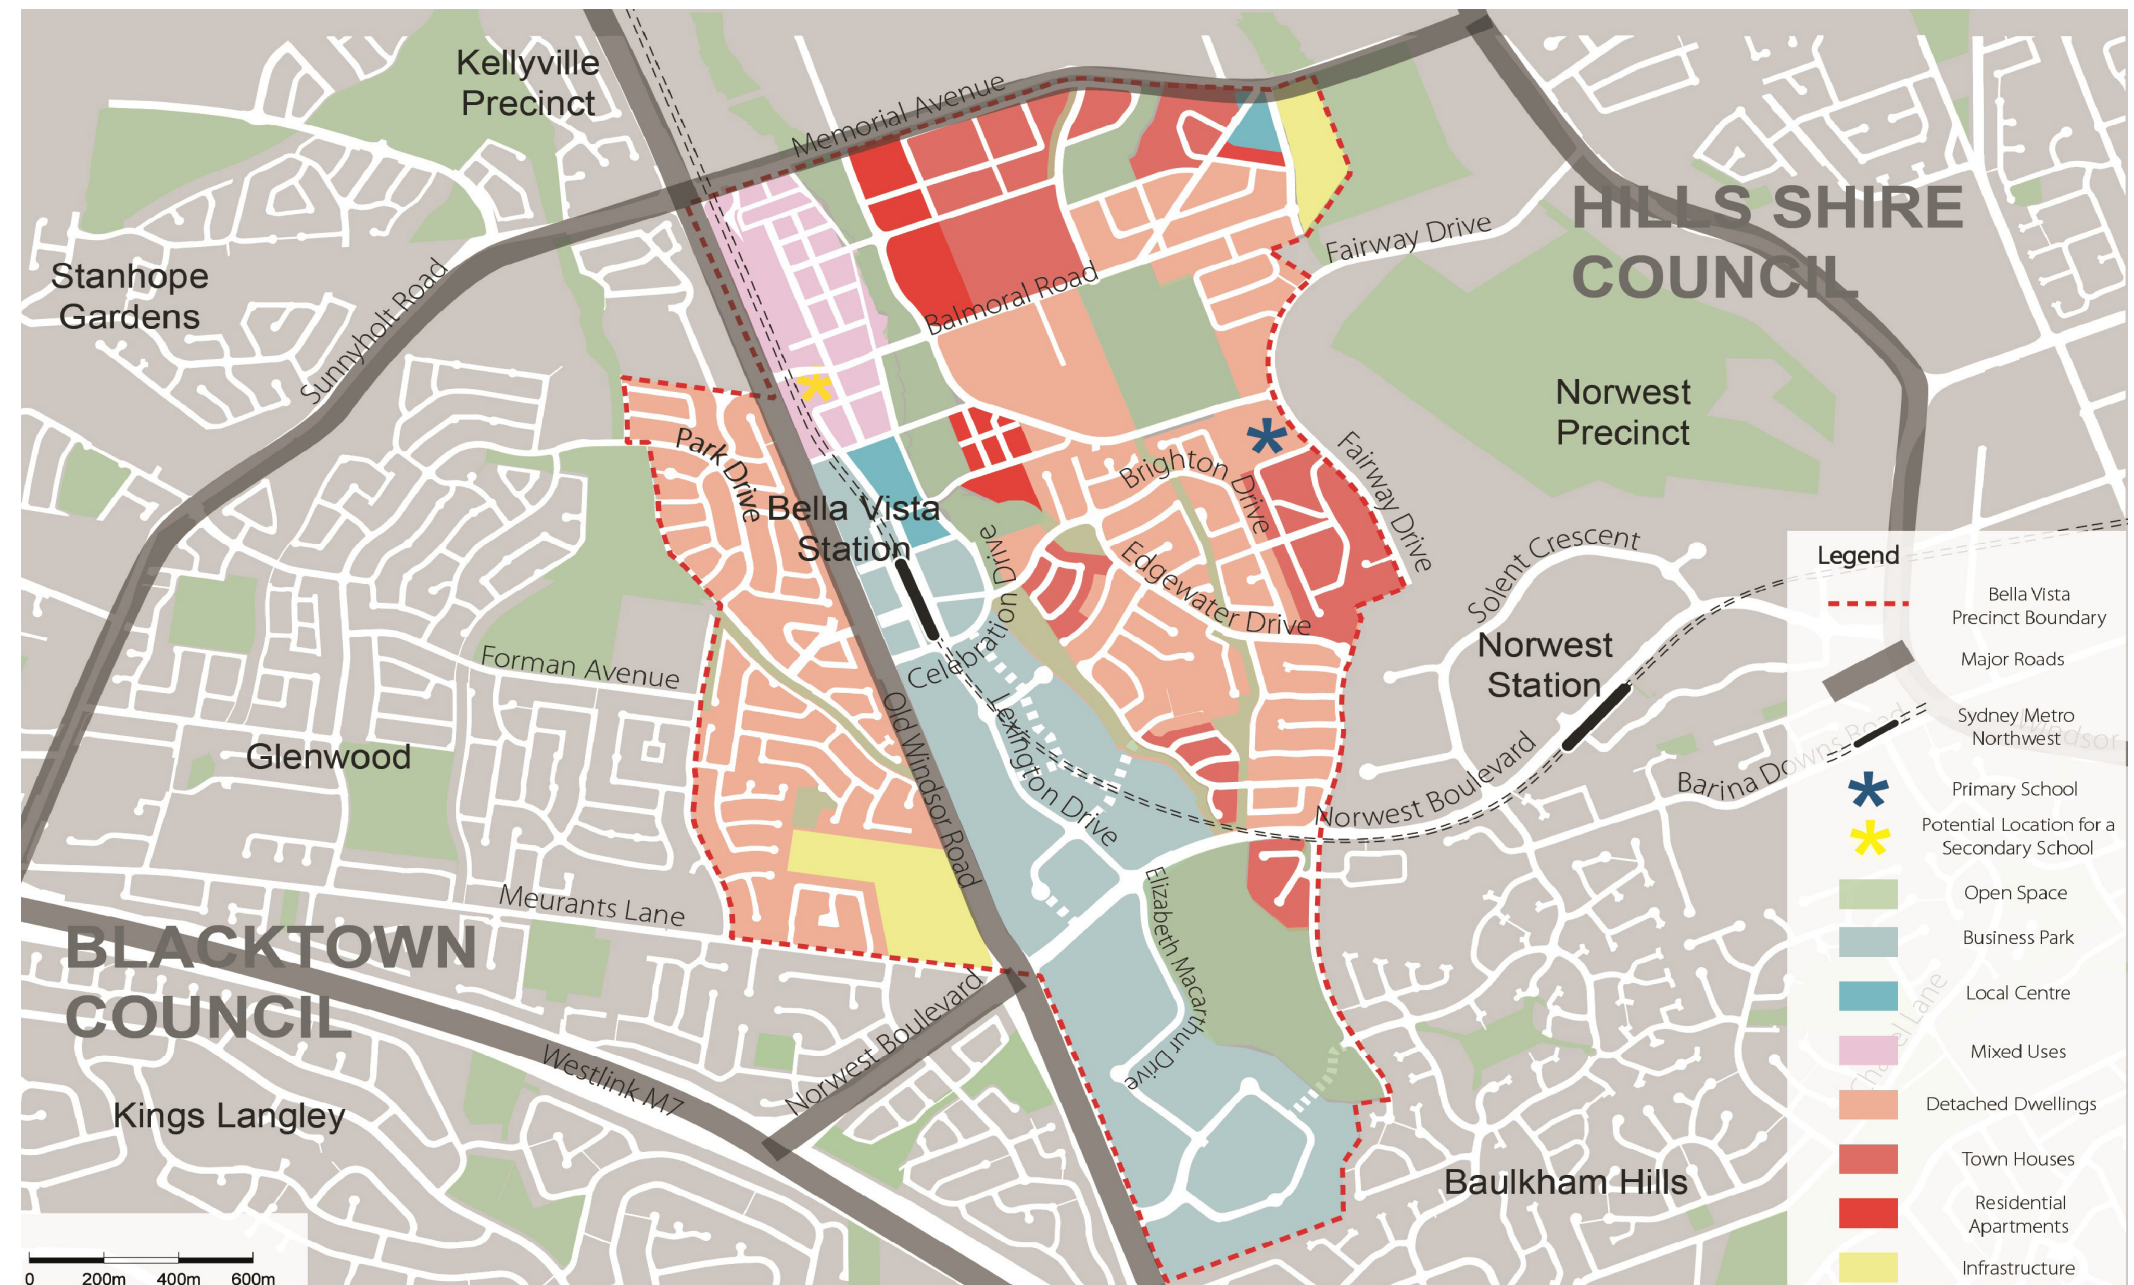 Kellyville
Precinct
Memorial Avenue
HILLS SHIRE
COUNCIL
Fairway Drive
Stanhope
Gardens
Sunnyholt Road
Balmoral Road
Norwest
Precinct
Park Drive
Brighton Drive
Fairway Drive
Bella Vista
Station
Celebration Drive
Edgewater Drive
Solent Crescent
Norwest
Station
Forman Avenue
Glenwood
Old Windsor Road
Lexington Drive
Norwest Boulevard
Barina Downs Road
Windsor
Meurants Lane
Elizabeth Macarthur Drive
BLACKTOWN
COUNCIL
Norwest Boulevard
Westlink M7
Kings Langley
Baulkham Hills
0 200m 400m 600m
Legend
Bella Vista
Precinct Boundary
Major Roads
Sydney Metro
Northwest
Primary School
Potential Location for a
Secondary School
Open Space
Business Park
Local Centre
Mixed Uses
Detached Dwellings
Town Houses
Residential
Apartments
Infrastructure